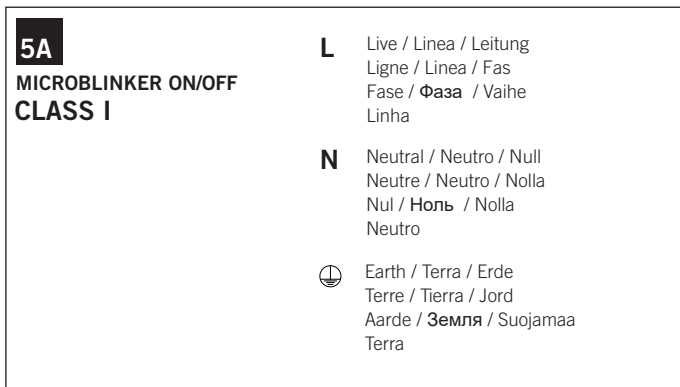 5A
MICROBLINKER ON/OFF
CLASS I
L
Live / Linea / Leitung
Ligne / Linea / Fas
Fase / Фаза / Vaihe
Linha
N
Neutral / Neutro / Null
Neutre / Neutro / Nolla
Nul / Ноль / Nolla
Neutro
Earth / Terra / Erde
Terre / Tierra / Jord
Aarde / Земля / Suojamaa
Terra